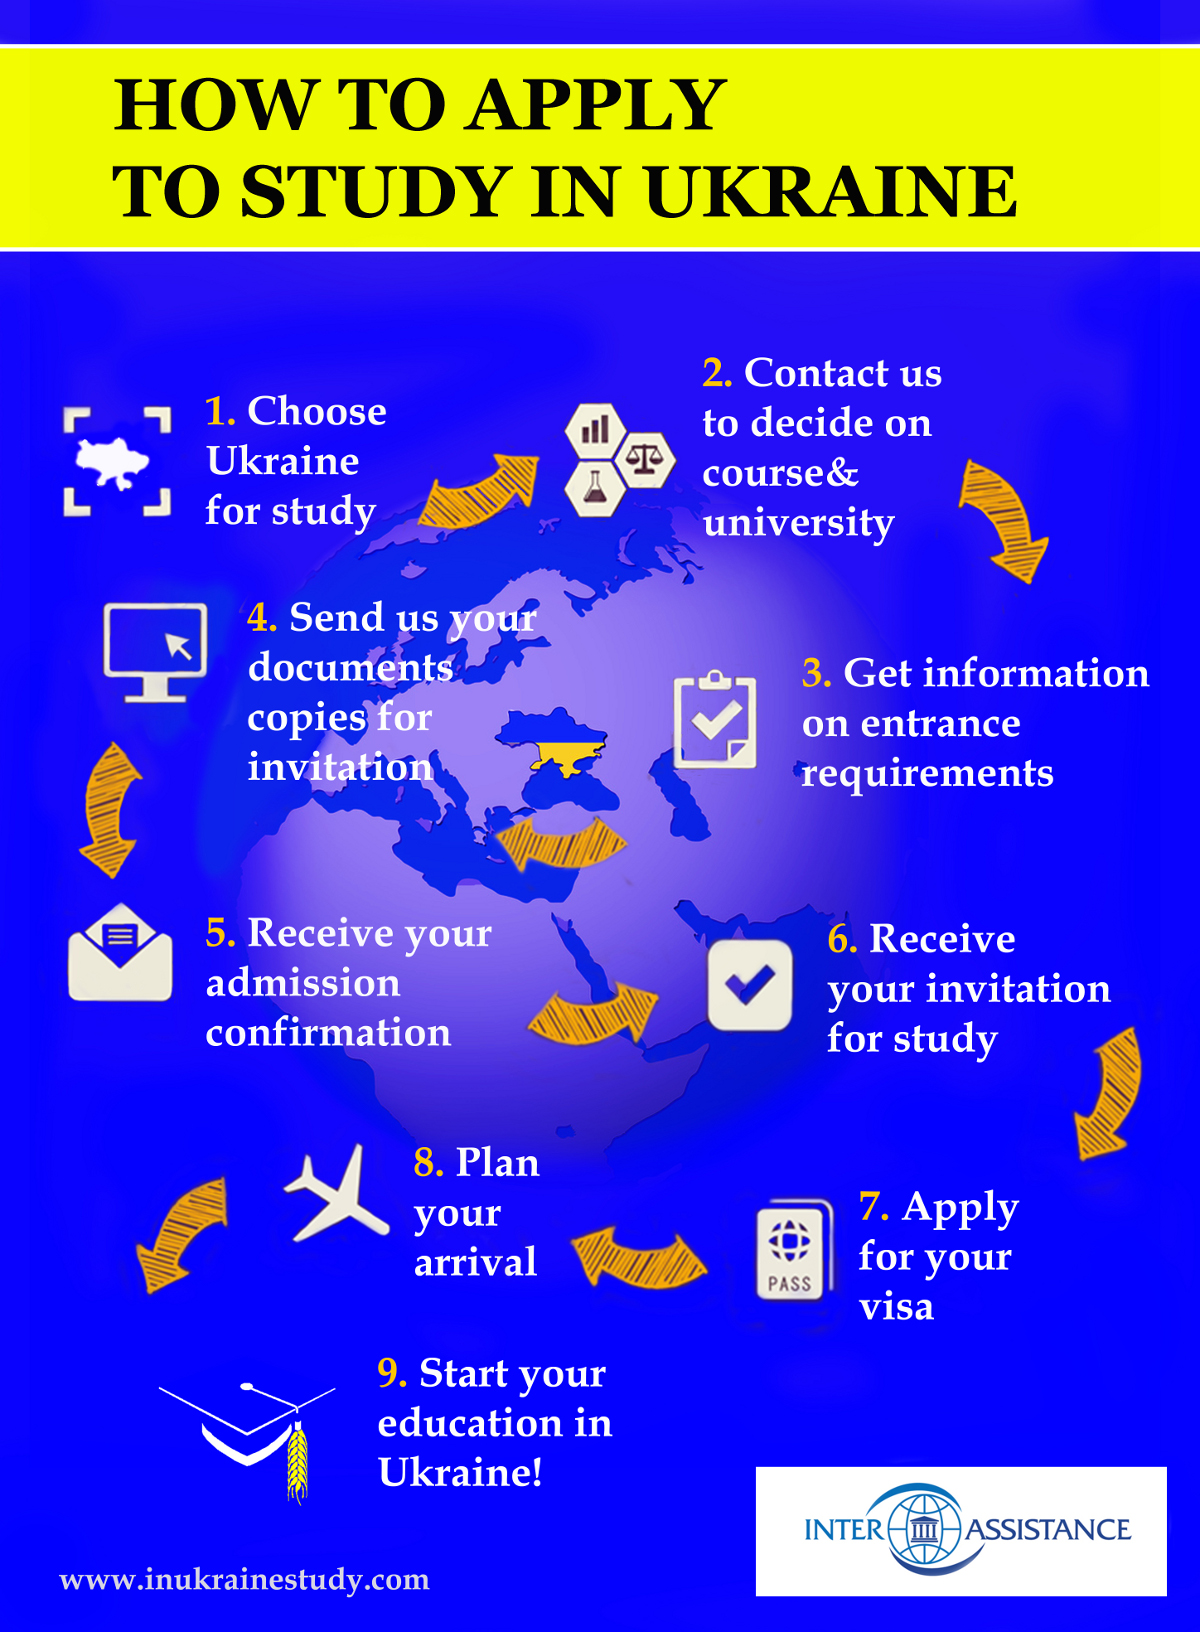 HOW TO APPLY
TO STUDY IN UKRAINE
1. Choose
Ukraine
for study
2. Contact us
to decide on
course&
university
3. Get information
on entrance
requirements
4. Send us your
documents
copies for
invitation
5. Receive your
admission
confirmation
6. Receive
your invitation
for study
7. Apply
for your
visa
PASS
8. Plan
your
arrival
9. Start your
education in
Ukraine!
INTER ASSISTANCE
www.inukrainestudy.com